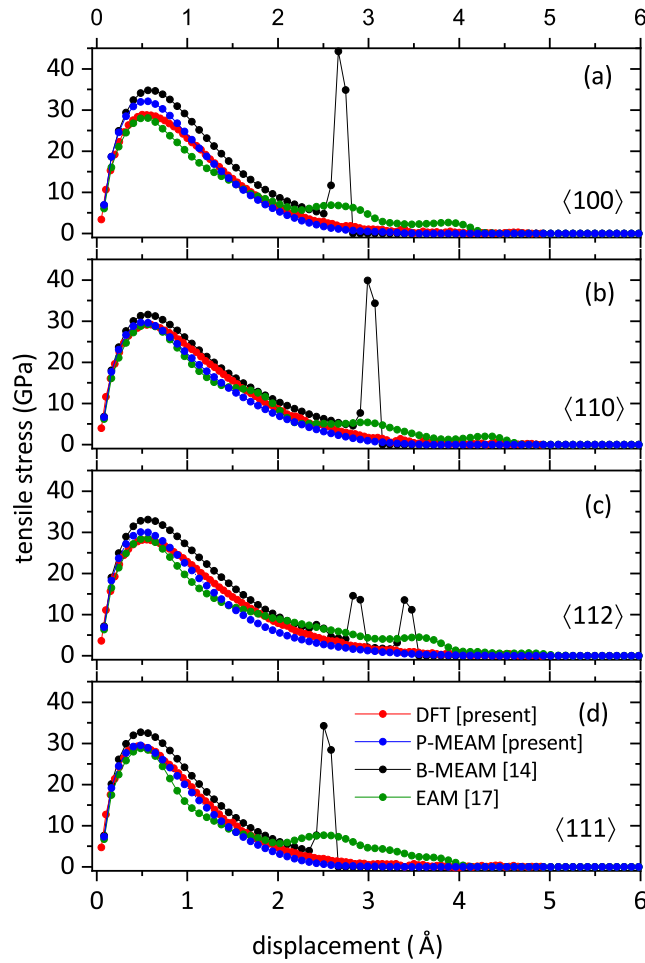 0 1 2 3 4 5 6
40
30
20
10
0
(a)
⟨100⟩
40
30
20
10
0
(b)
⟨110⟩
40
30
20
10
0
(c)
⟨112⟩
40
30
20
10
0
(d)
DFT [present]
P-MEAM [present]
B-MEAM [14]
EAM [17]
⟨111⟩
tensile stress (GPa)
0 1 2 3 4 5 6
displacement ( Å)